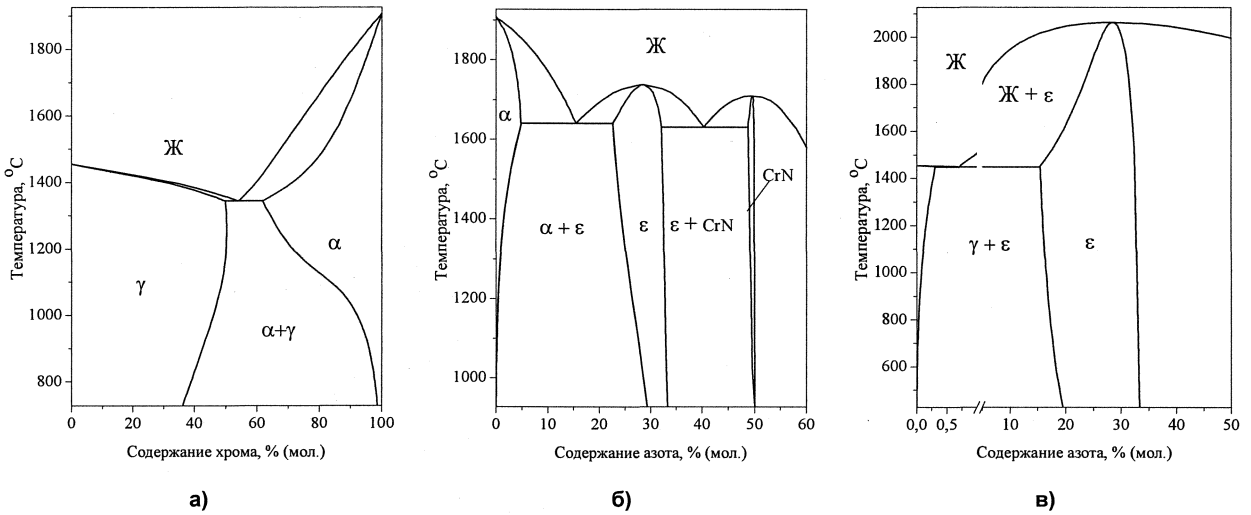 1800
1600
1400
1200
1000
800
0
20
40
60
80
100
Температура, °C
Содержание хрома, % (мол.)
Ж
γ
α
α+γ
а)
1800
1600
1400
1200
1000
0
10
20
30
40
50
60
Температура, °C
Содержание азота, % (мол.)
Ж
α
CrN
α + ε
ε
ε + CrN
б)
2000
1800
1600
1400
1200
1000
800
600
0,0
0,5
10
20
30
40
50
Температура, °C
Содержание азота, % (мол.)
Ж
Ж + ε
γ + ε
ε
в)